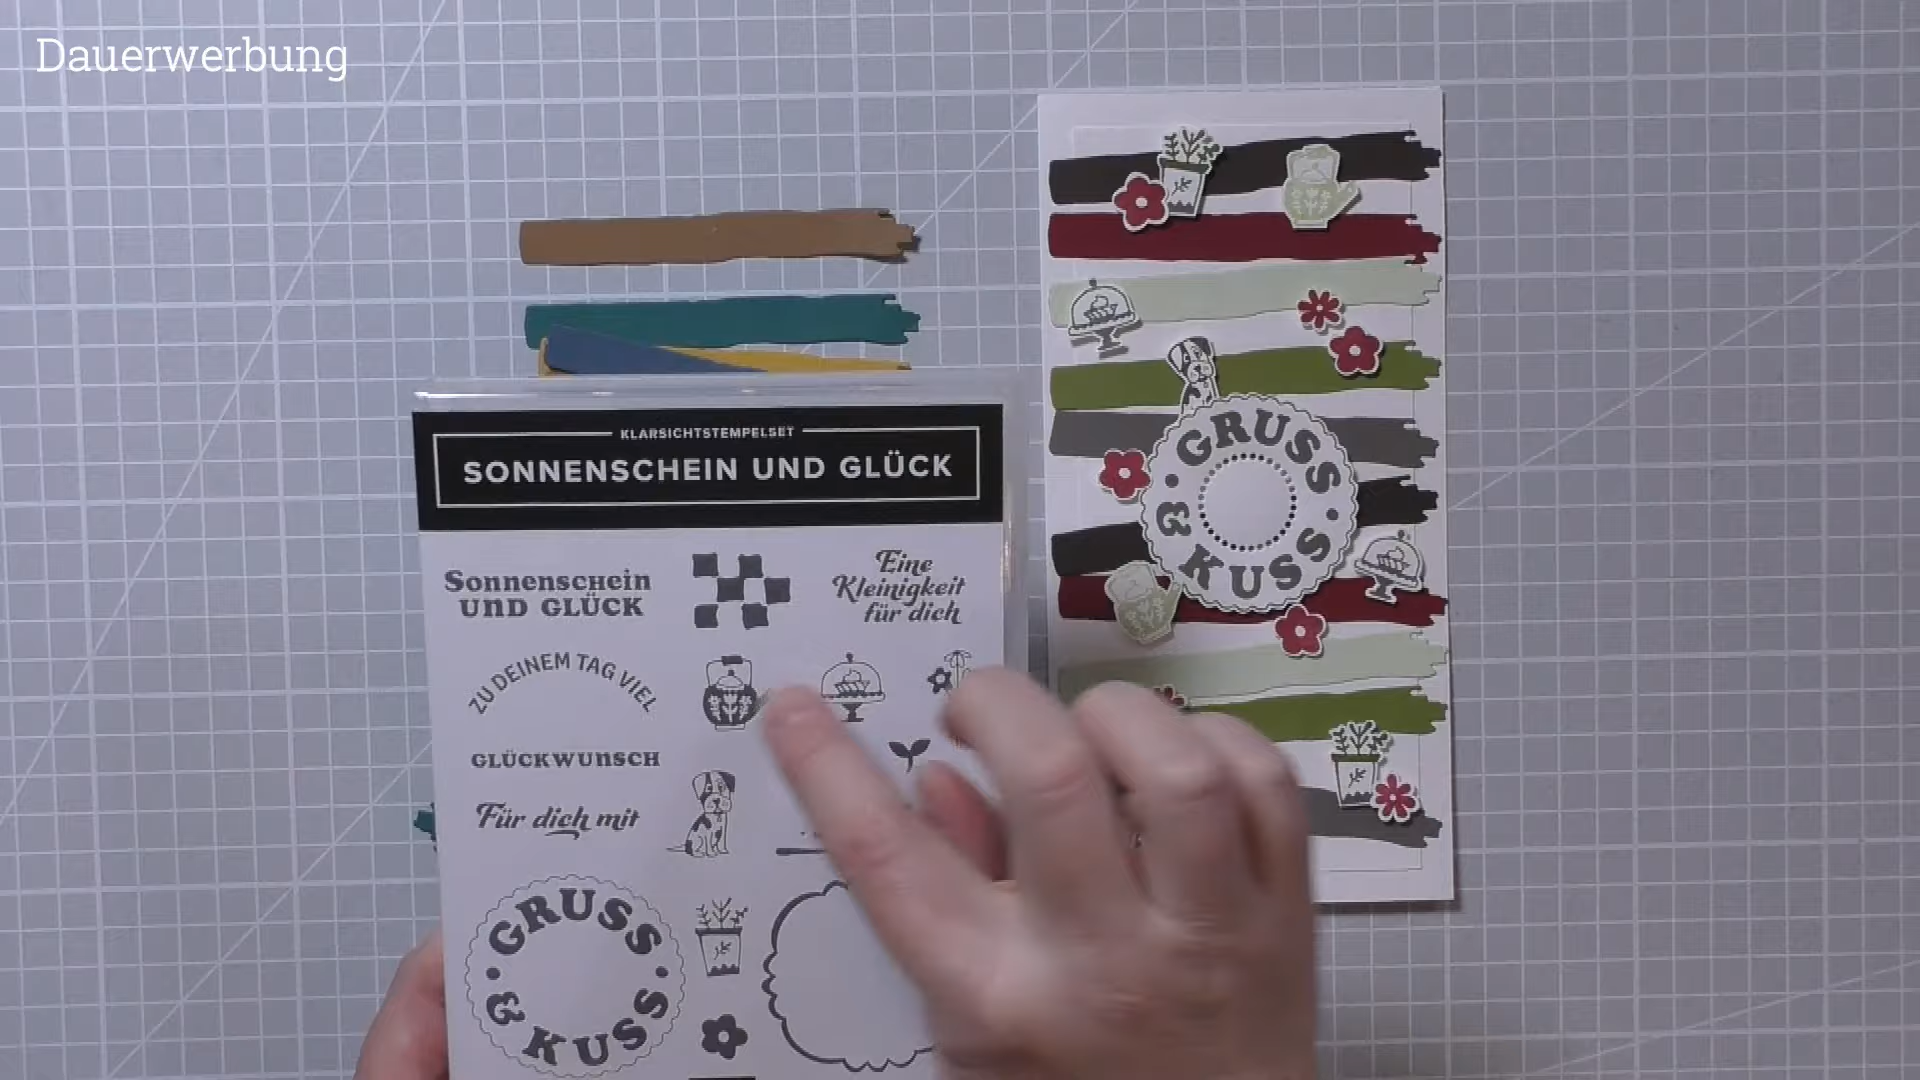 Dauerwerbung
KLARSICHTSTEMPELSET
SONNENSCHEIN UND GLÜCK
Sonnenschein
UND GLÜCK
Eine
Kleinigkeit
für dich
ZU DEINEM TAG VIEL
GLÜCKWUNSCH
Für dich mit
GRUSS
& KUSS
GRUSS
& KUSS